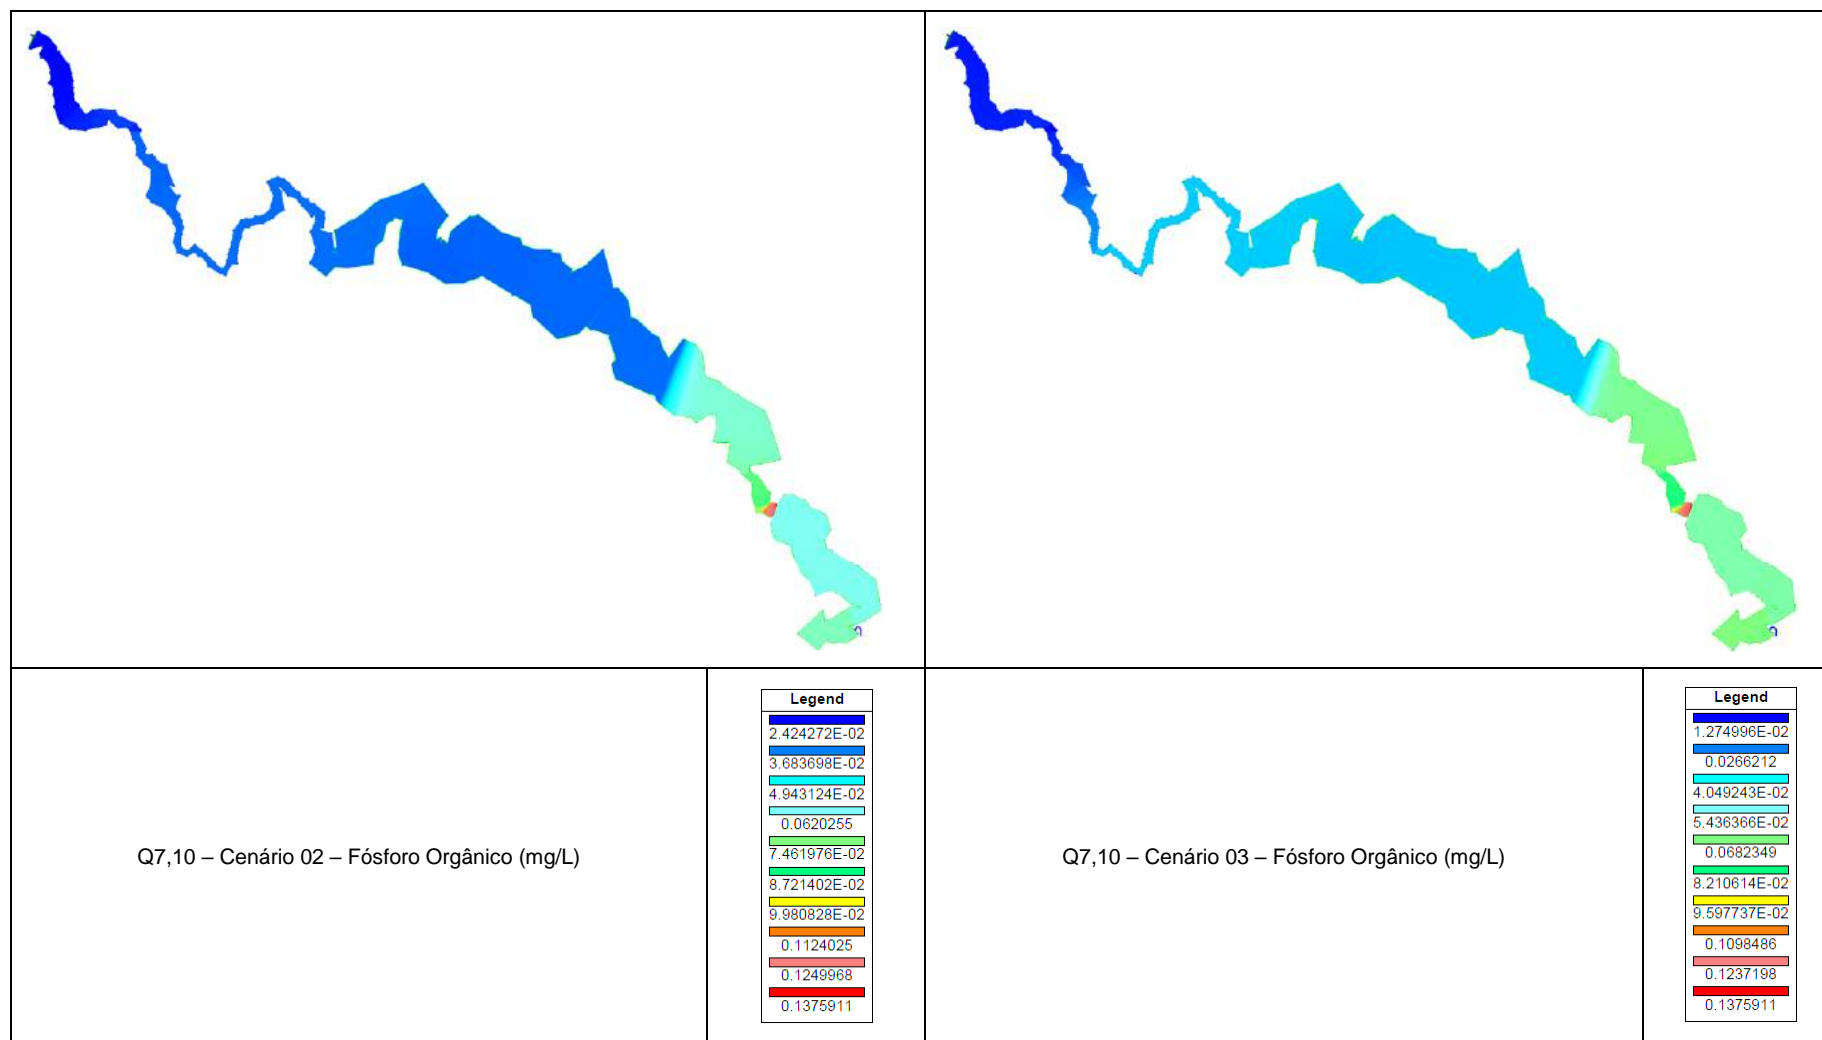 Q7,10 – Cenário 02 – Fósforo Orgânico (mg/L)
Legend
2.424272E-02
3.683698E-02
4.943124E-02
0.0620255
7.461976E-02
8.721402E-02
9.980828E-02
0.1124025
0.1249968
0.1375911
Q7,10 – Cenário 03 – Fósforo Orgânico (mg/L)
Legend
1.274996E-02
0.0266212
4.049243E-02
5.436366E-02
0.0682349
8.210614E-02
9.597737E-02
0.1098486
0.1237198
0.1375911